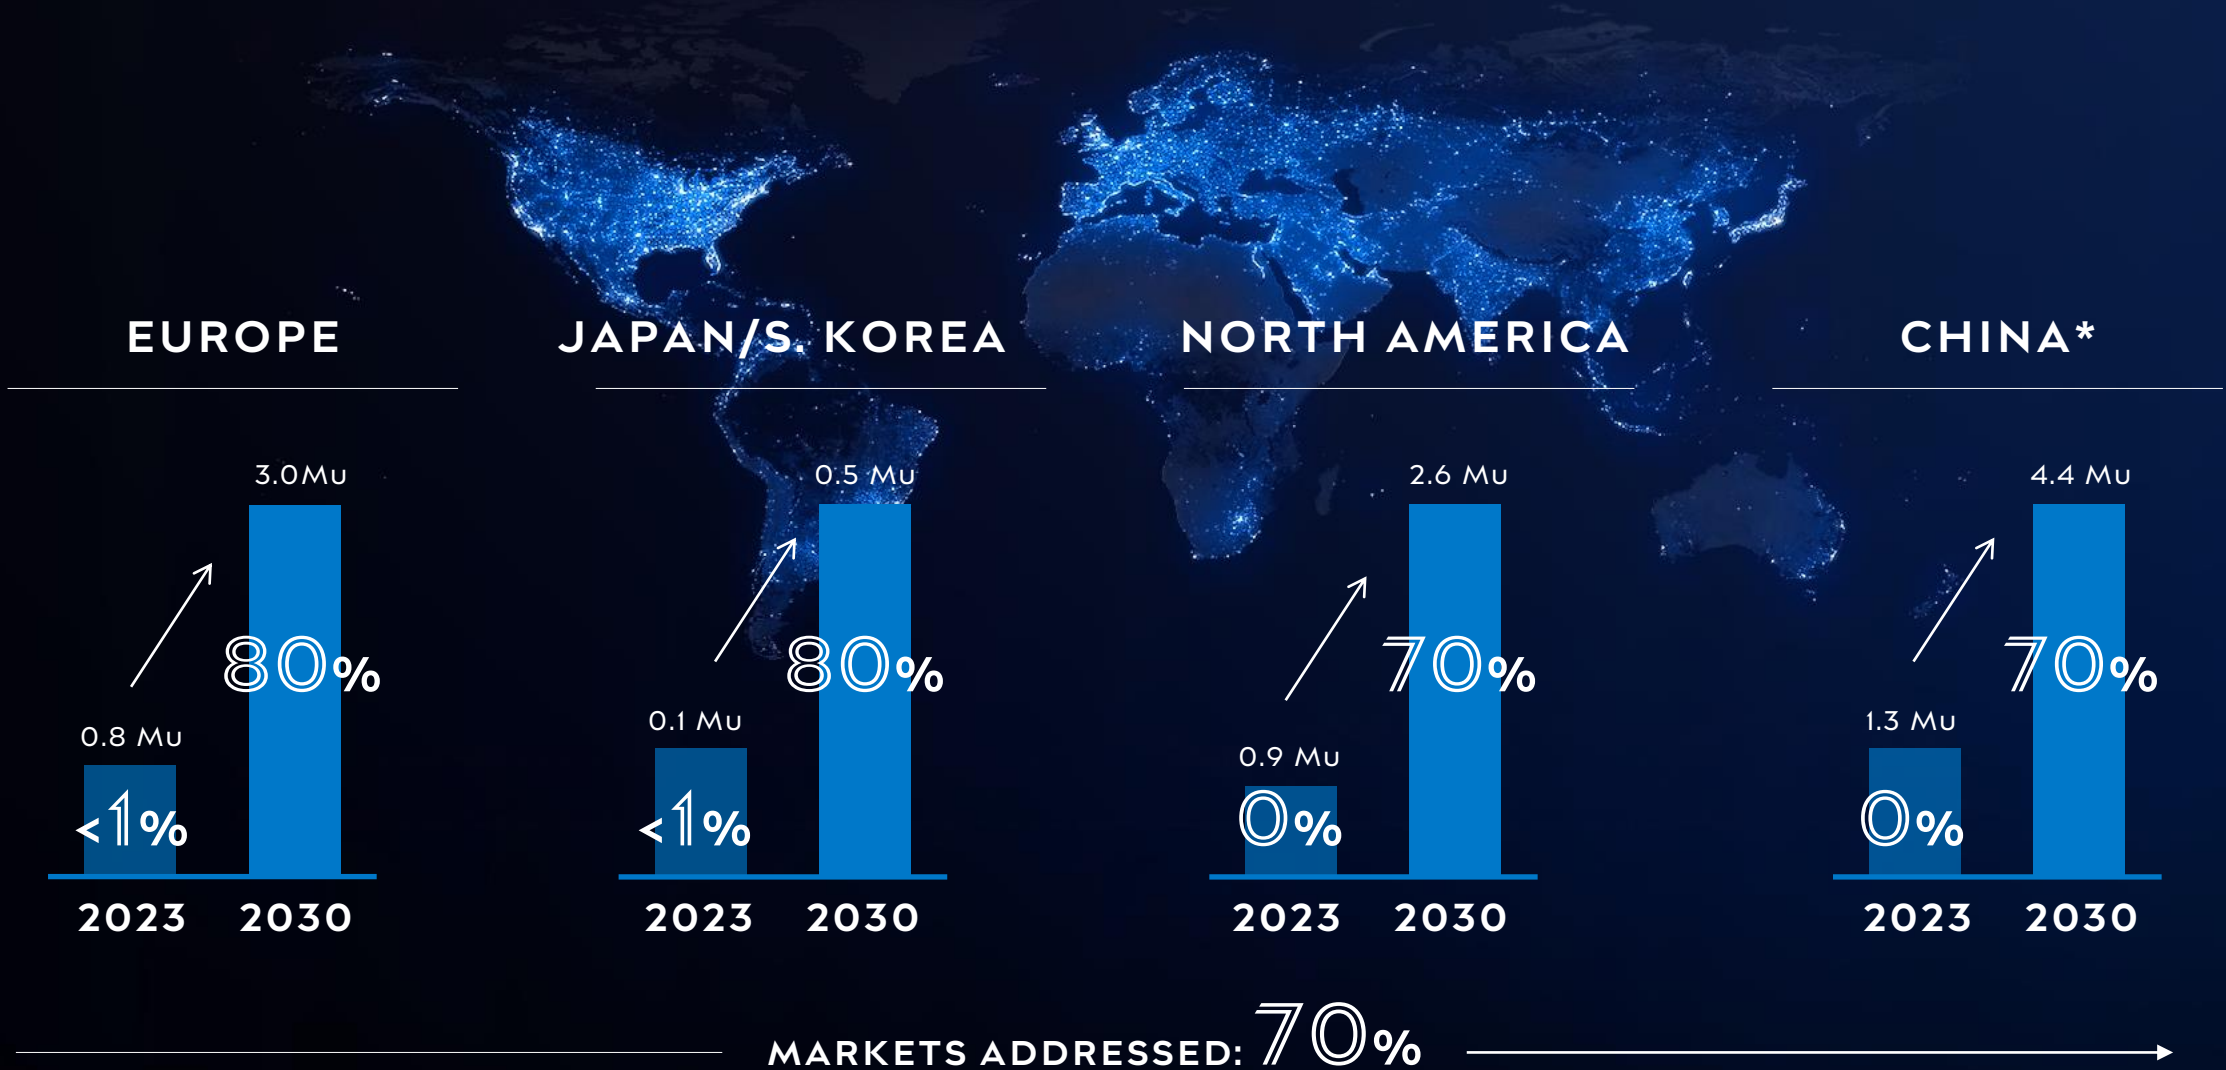 EUROPE
3.0Mu
80%
0.8 Mu
<1%
2023 2030
JAPAN/S. KOREA
0.5 Mu
80%
0.1 Mu
<1%
2023 2030
NORTH AMERICA
2.6 Mu
70%
0.9 Mu
0%
2023 2030
CHINA*
4.4 Mu
70%
1.3 Mu
0%
2023 2030
MARKETS ADDRESSED: 70%